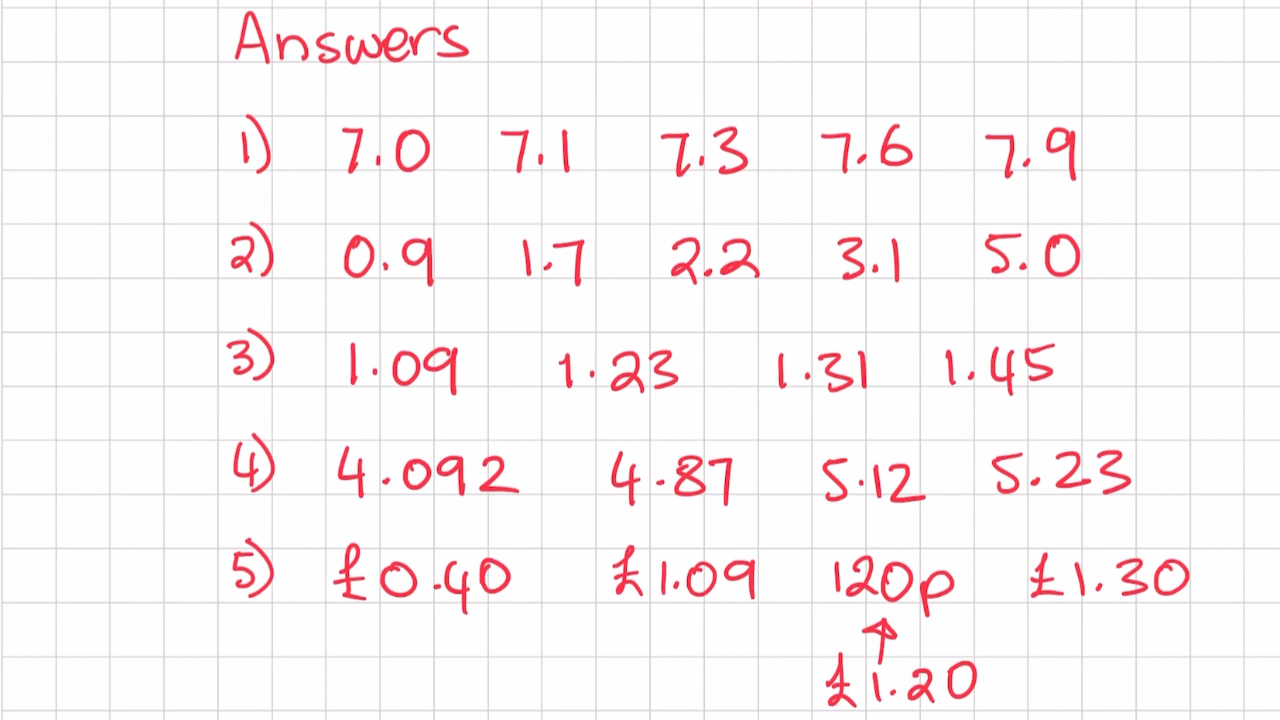 Answers
1) 7.0 7.1 7.3 7.6 7.9
2) 0.9 1.7 2.2 3.1 5.0
3) 1.09 1.23 1.31 1.45
4) 4.092 4.87 5.12 5.23
5) £0.40 £1.09 120p £1.30
£1.20